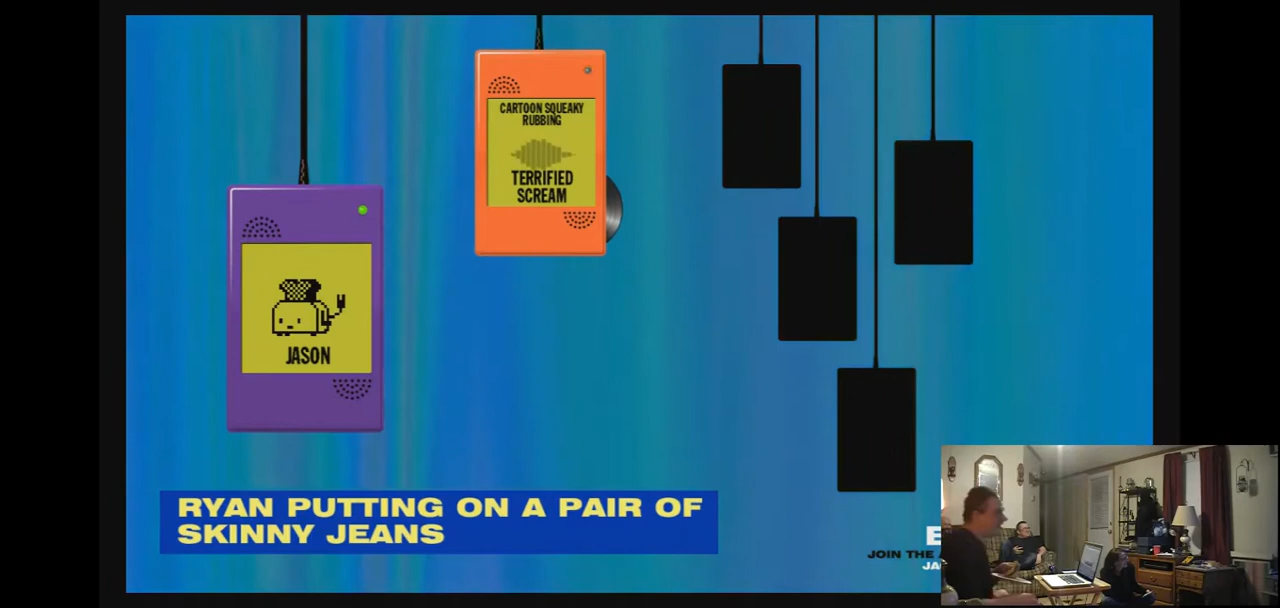 CARTOON SQUEAKY
RUBBING
TERRIFIED
SCREAM
JASON
RYAN PUTTING ON A PAIR OF
SKINNY JEANS
JOIN THE